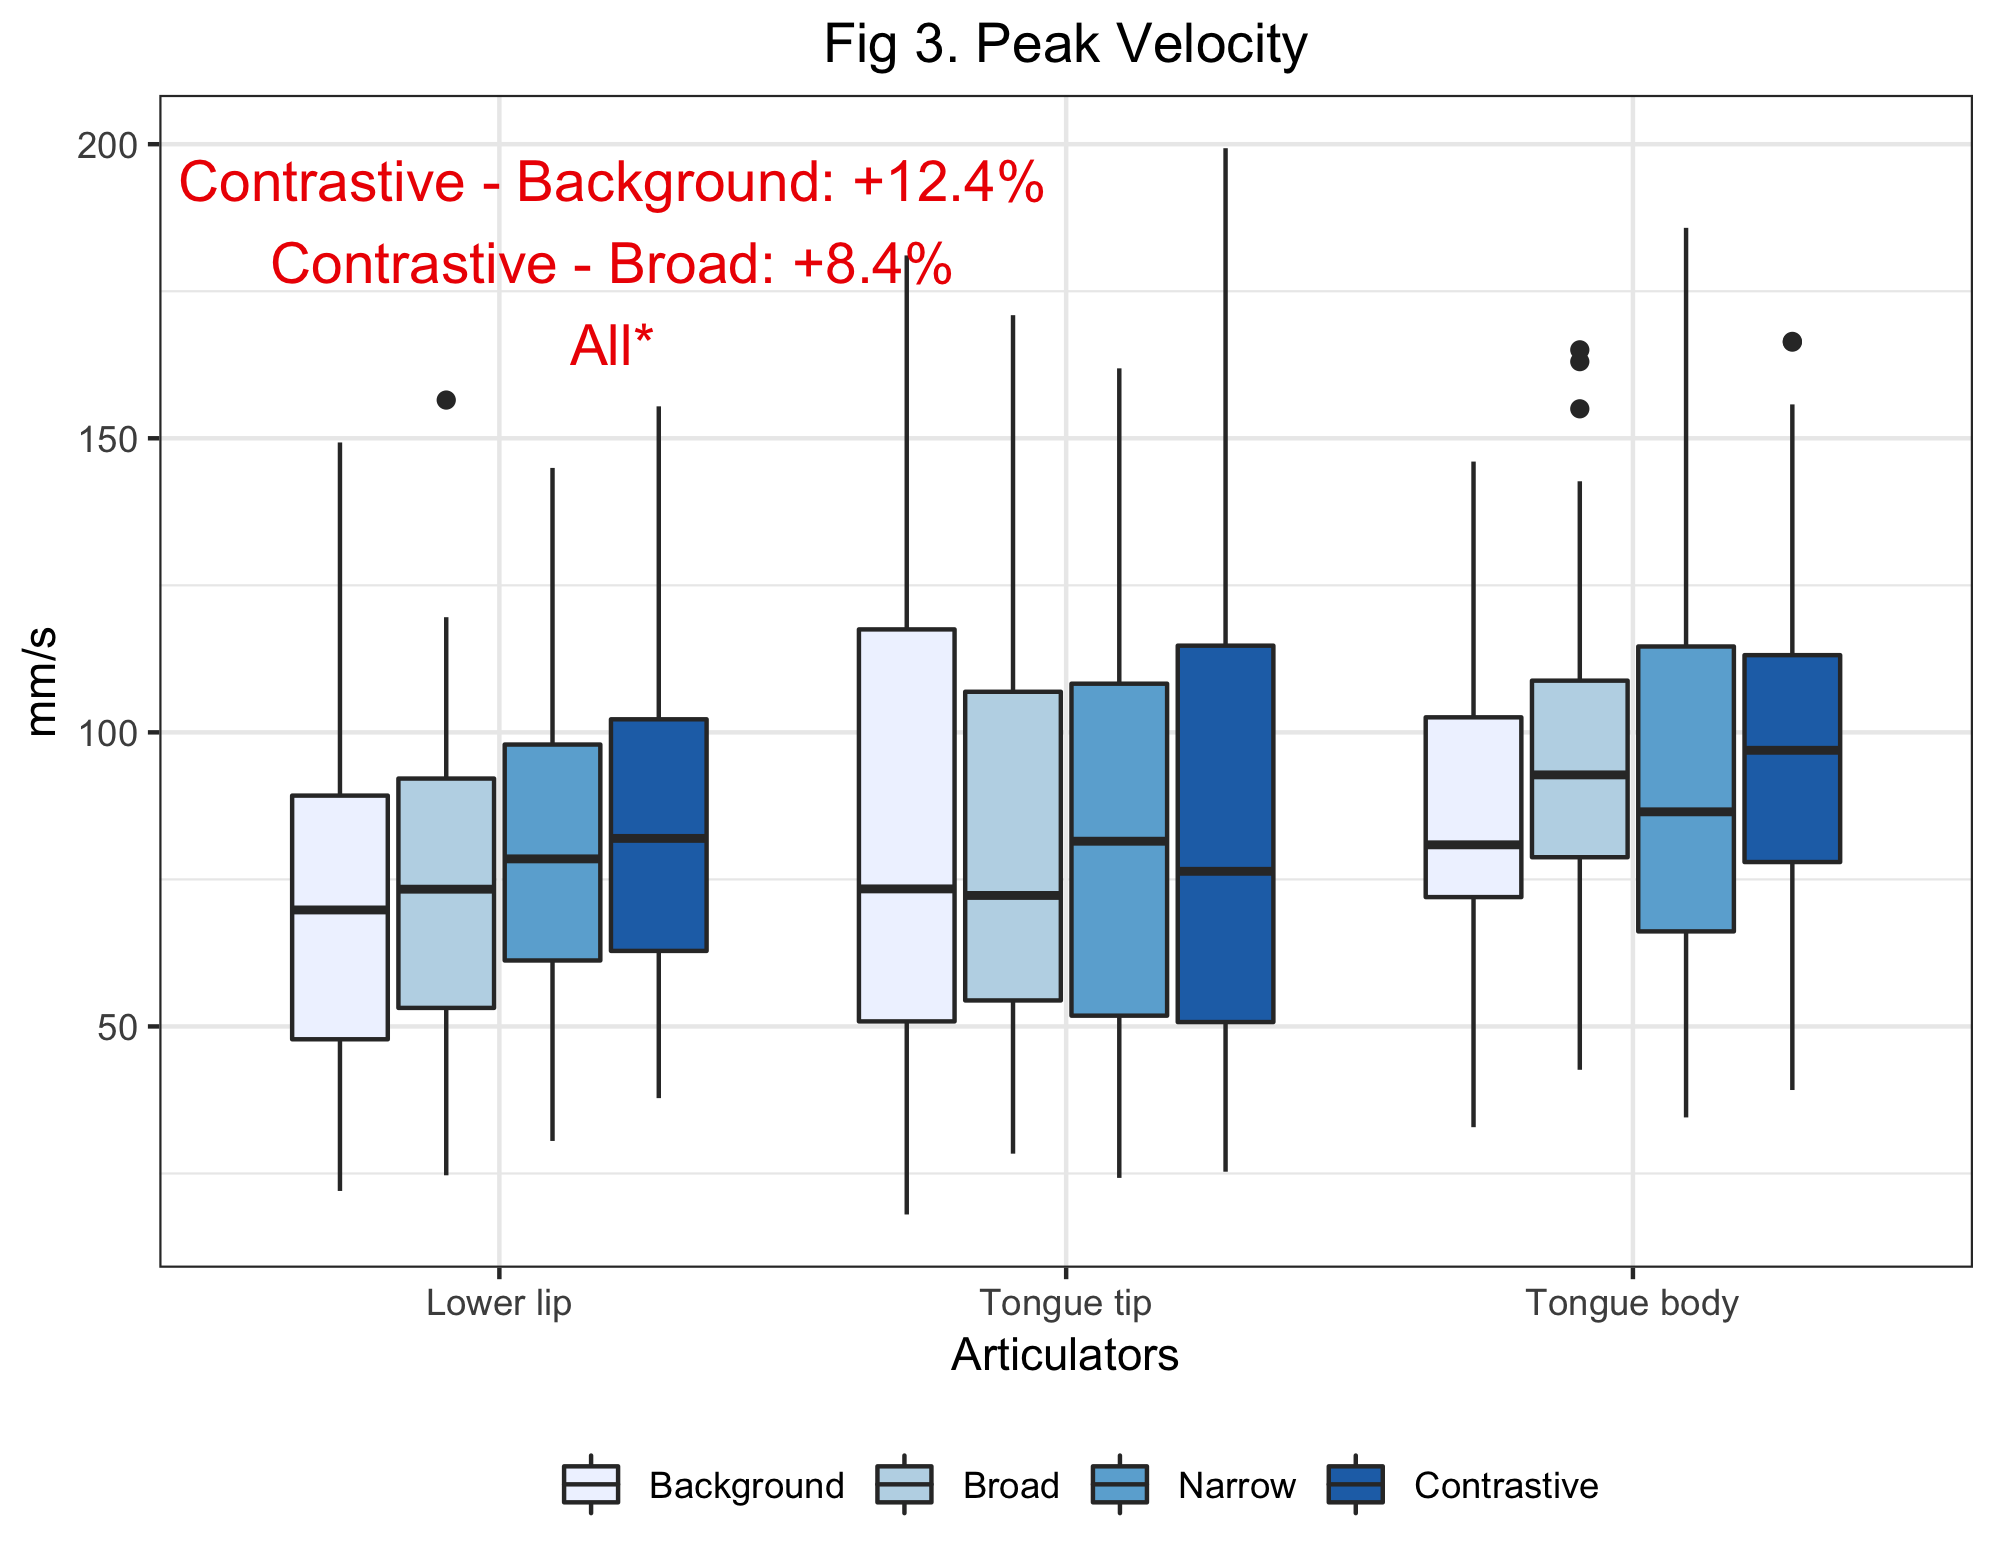 Fig 3. Peak Velocity
200
150
100
50
mm/s
Contrastive - Background: +12.4%
Contrastive - Broad: +8.4%
All*
Lower lip Tongue tip Tongue body
Articulators
Background Broad Narrow Contrastive